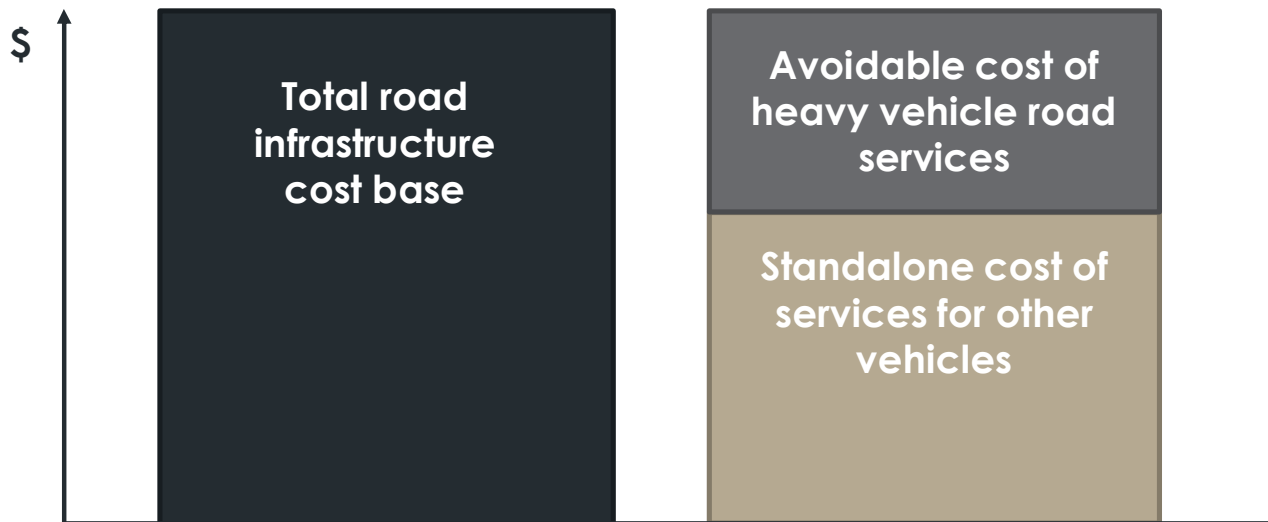 $
Total road
infrastructure
cost base
Avoidable cost of
heavy vehicle road
services
Standalone cost of
services for other
vehicles